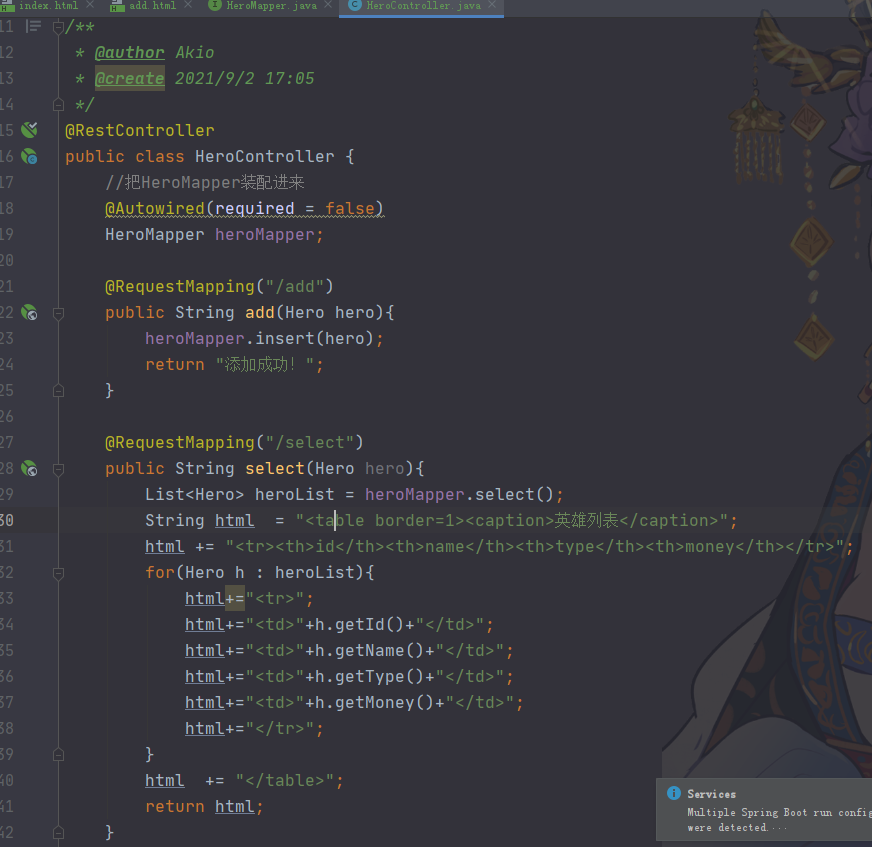 index.html add.html HeroMapper.java HeroController.java
11 /**
12 * @author Akio
13 * @create 2021/9/2 17:05
14 */
15 @RestController
16 public class HeroController {
17 //把HeroMapper装配进来
18 @Autowired(required = false)
19 HeroMapper heroMapper;
20
21 @RequestMapping("/add")
22 public String add(Hero hero){
23 heroMapper.insert(hero);
24 return "添加成功！";
25 }
26
27 @RequestMapping("/select")
28 public String select(Hero hero){
29 List<Hero> heroList = heroMapper.select();
30 String html = "<table border=1><caption>英雄列表</caption>";
31 html += "<tr><th>id</th><th>name</th><th>type</th><th>money</th></tr>";
32 for(Hero h : heroList){
33 html+="<tr>";
34 html+="<td>"+h.getId()+"</td>";
35 html+="<td>"+h.getName()+"</td>";
36 html+="<td>"+h.getType()+"</td>";
37 html+="<td>"+h.getMoney()+"</td>";
38 html+="</tr>";
39 }
40 html += "</table>";
41 return html;
42 }
Services
Multiple Spring Boot run config
were detected....